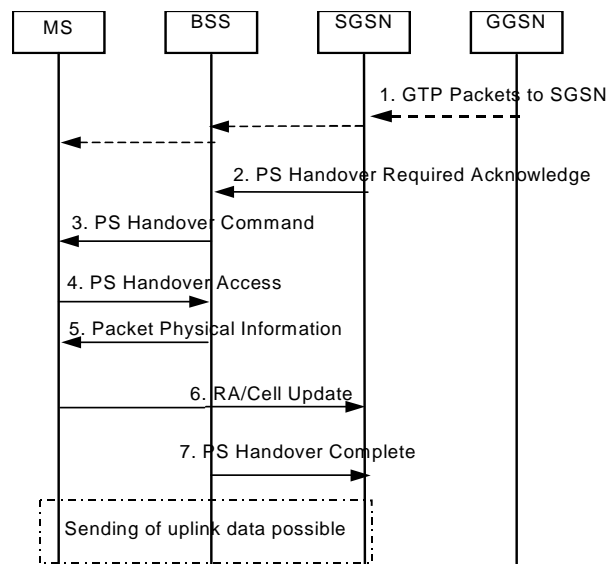 MS BSS SGSN GGSN
1. GTP Packets to SGSN
2. PS Handover Required Acknowledge
3. PS Handover Command
4. PS Handover Access
5. Packet Physical Information
6. RA/Cell Update
7. PS Handover Complete
Sending of uplink data possible